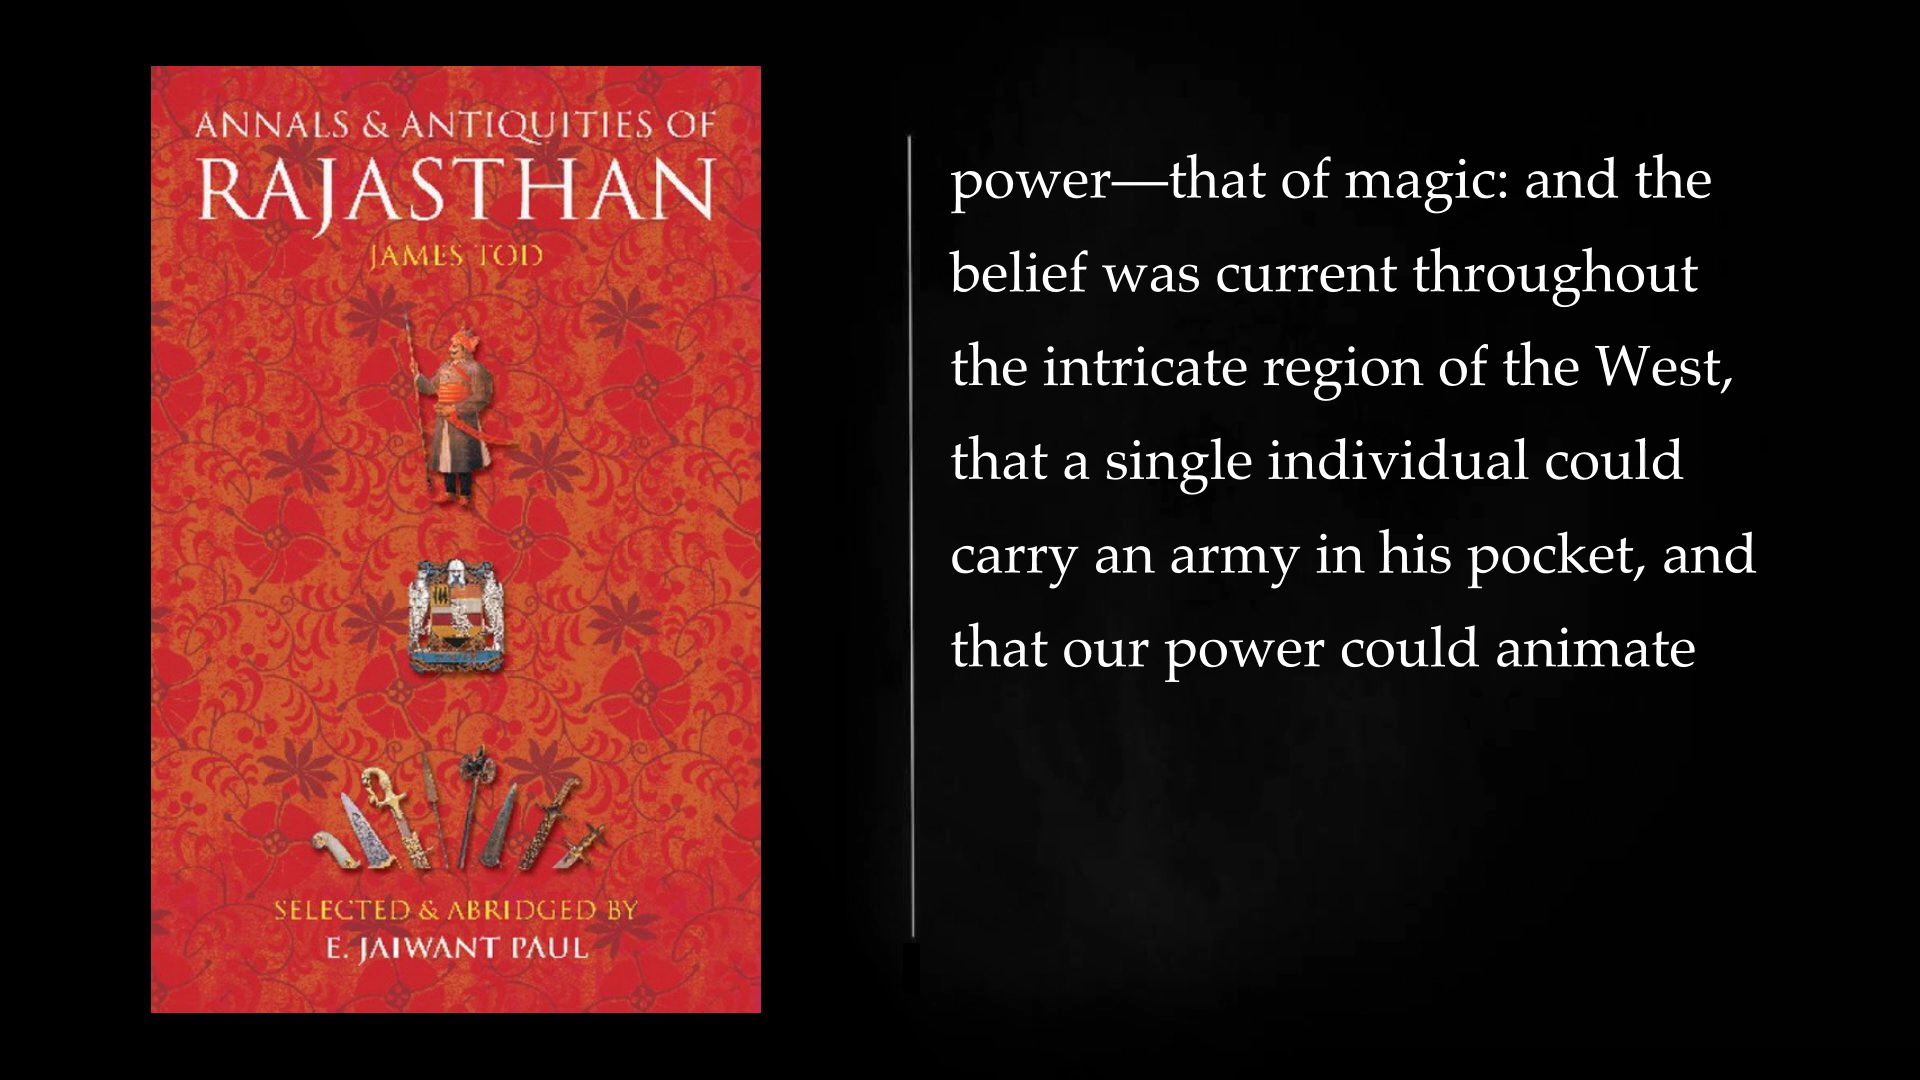 ANNALS & ANTIQUITIES OF
RAJASTHAN
JAMES TOD
SELECTED & ABRIDGED BY
E. JAIWANT PAUL
power—that of magic: and the
belief was current throughout
the intricate region of the West,
that a single individual could
carry an army in his pocket, and
that our power could animate